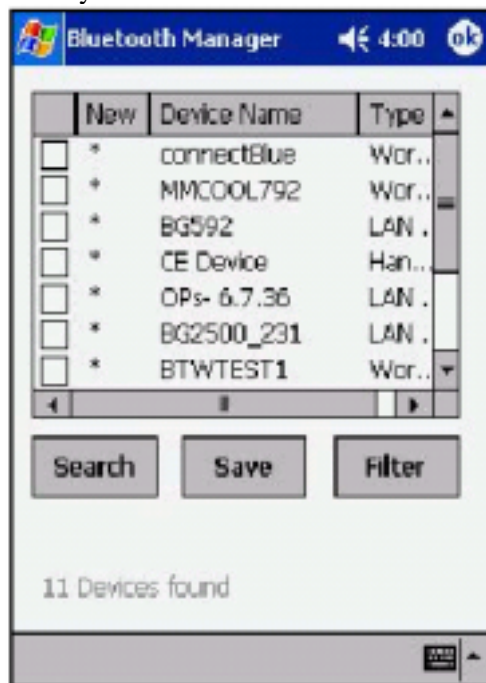 Bluetooth Manager 4:00 ok
New Device Name Type
* connectBlue Wor..
* MMCOOL792 Wor..
* BG592 LAN .
* CE Device Han...
* OPs- 6.7.36 LAN .
* BG2500_231 LAN .
* BTWTEST1 Wor..
Search Save Filter
11 Devices found